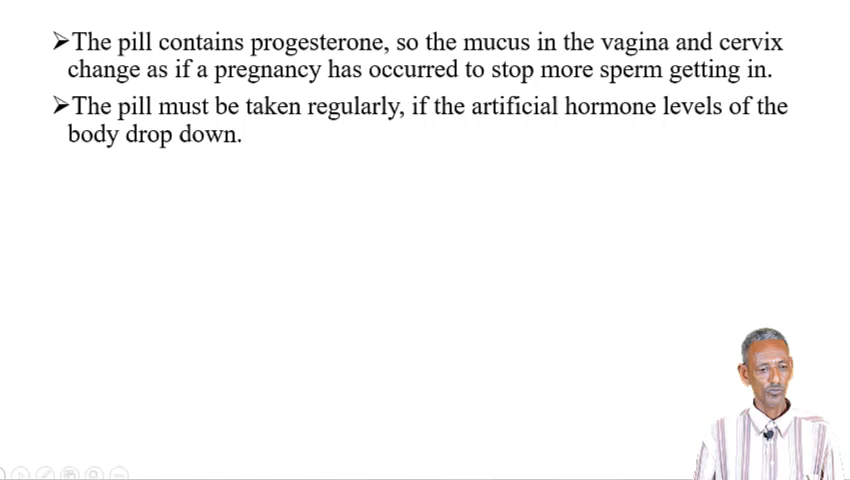 ➢The pill contains progesterone, so the mucus in the vagina and cervix
change as if a pregnancy has occurred to stop more sperm getting in.
➢The pill must be taken regularly, if the artificial hormone levels of the
body drop down.